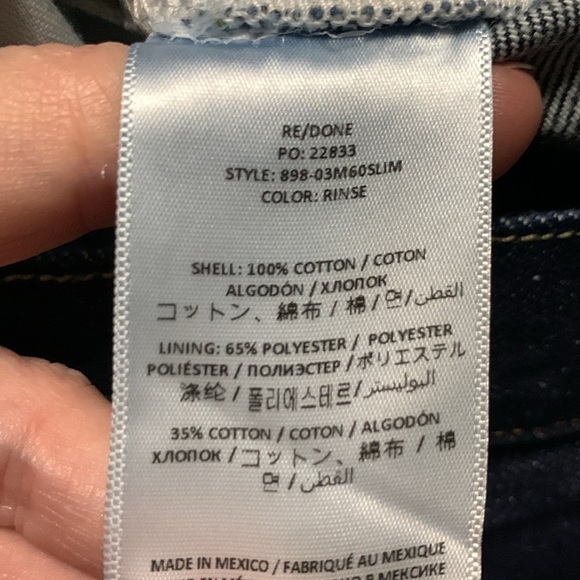 RE/DONE
PO: 22833
STYLE: 898-03M60SLIM
COLOR: RINSE
SHELL: 100% COTTON / COTON
ALGODÓN / ХЛОПОК
コットン、綿布 / 棉 / 면 / القطن
LINING: 65% POLYESTER / POLYESTER
POLIÉSTER / ПОЛИЭСТЕР / ポリエステル
涤纶 / 폴리에스테르 / البوليستر
35% COTTON / COTON / ALGODÓN
ХЛОПОК / コットン、綿布 / 棉
면 / القطن
MADE IN MEXICO / FABRIQUÉ AU MEXIQUE